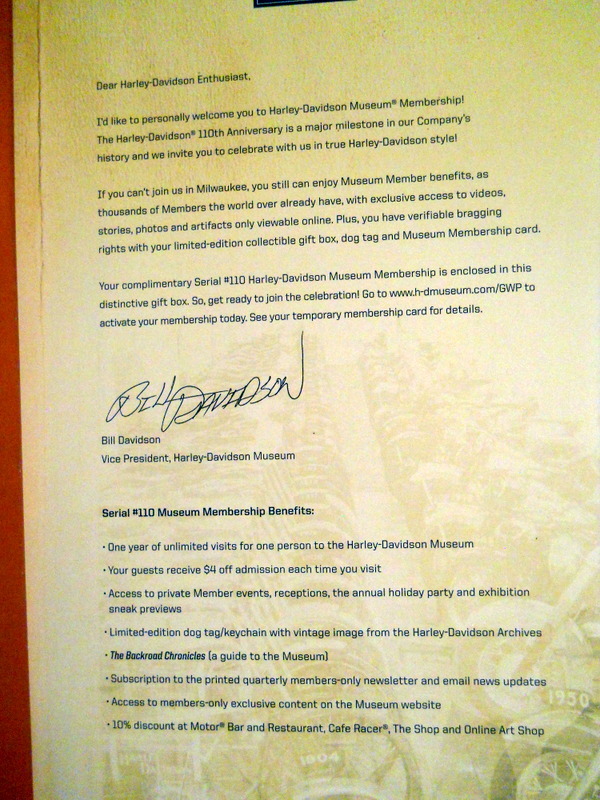 Dear Harley-Davidson Enthusiast,
I'd like to personally welcome you to Harley-Davidson Museum® Membership!
The Harley-Davidson® 110th Anniversary is a major milestone in our Company's
history and we invite you to celebrate with us in true Harley-Davidson style!
If you can't join us in Milwaukee, you still can enjoy Museum Member benefits, as
thousands of Members the world over already have, with exclusive access to videos,
stories, photos and artifacts only viewable online. Plus, you have verifiable bragging
rights with your limited-edition collectible gift box, dog tag and Museum Membership card.
Your complimentary Serial #110 Harley-Davidson Museum Membership is enclosed in this
distinctive gift box. So, get ready to join the celebration! Go to www.h-dmuseum.com/GWP to
activate your membership today. See your temporary membership card for details.
Bill Davidson
Bill Davidson
Vice President, Harley-Davidson Museum
Serial #110 Museum Membership Benefits:
• One year of unlimited visits for one person to the Harley-Davidson Museum
• Your guests receive $4 off admission each time you visit
• Access to private Member events, receptions, the annual holiday party and exhibition
sneak previews
• Limited-edition dog tag/keychain with vintage image from the Harley-Davidson Archives
• The Backroad Chronicles (a guide to the Museum)
• Subscription to the printed quarterly members-only newsletter and email news updates
1950
• Access to members-only exclusive content on the Museum website
• 10% discount at Motor® Bar and Restaurant, Cafe Racer®, The Shop and Online Art Shop